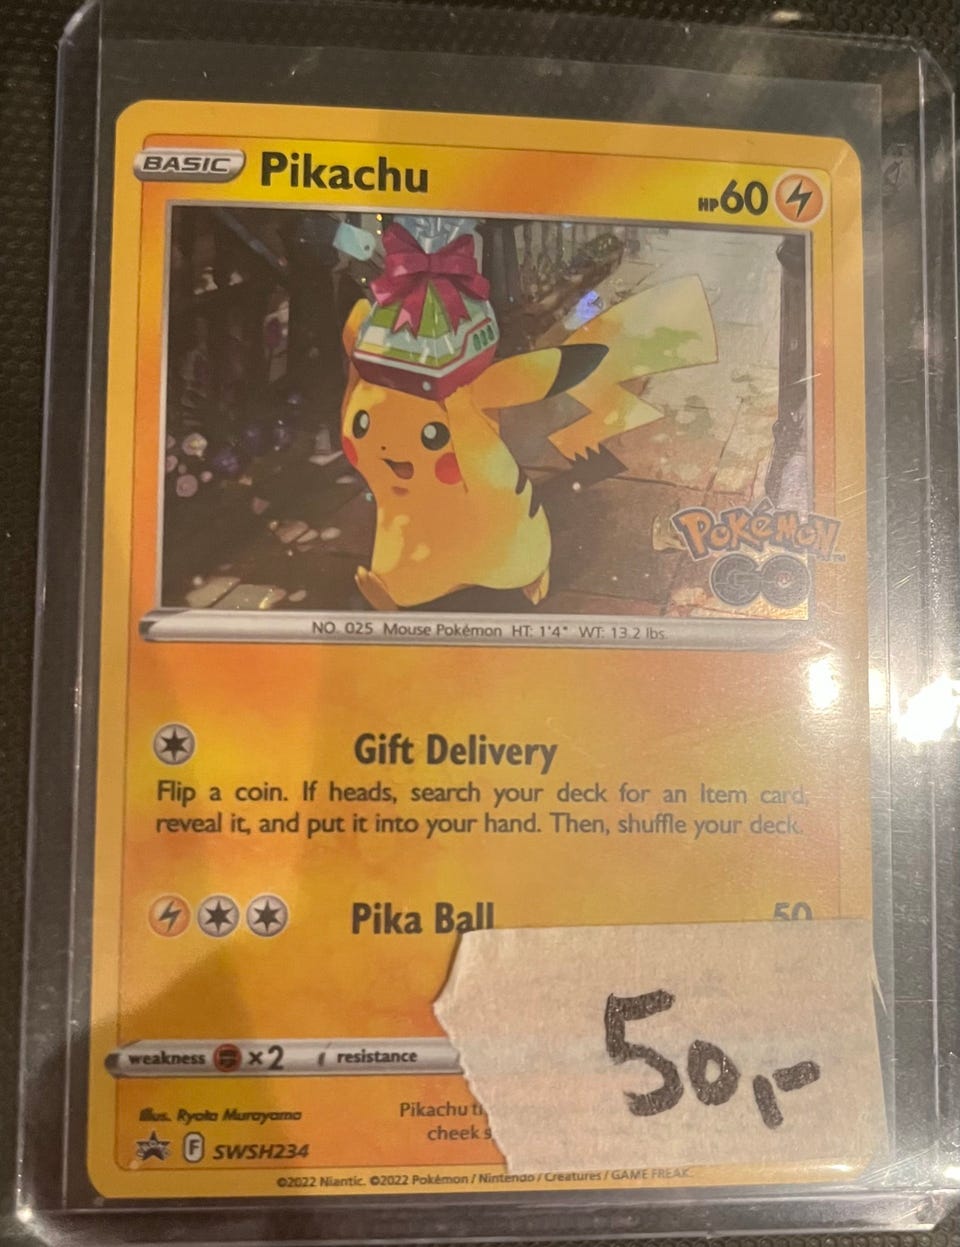 BASIC Pikachu HP 60
POKéMON™
GO
NO. 025 Mouse Pokémon HT: 1'4" WT: 13.2 lbs.
Gift Delivery
Flip a coin. If heads, search your deck for an Item card,
reveal it, and put it into your hand. Then, shuffle your deck.
Pika Ball 50
50,-
weakness ×2 resistance
Illus. Ryota Murayama
Pikachu
cheek
F SWSH234
©2022 Niantic. ©2022 Pokémon / Nintendo / Creatures / GAME FREAK.